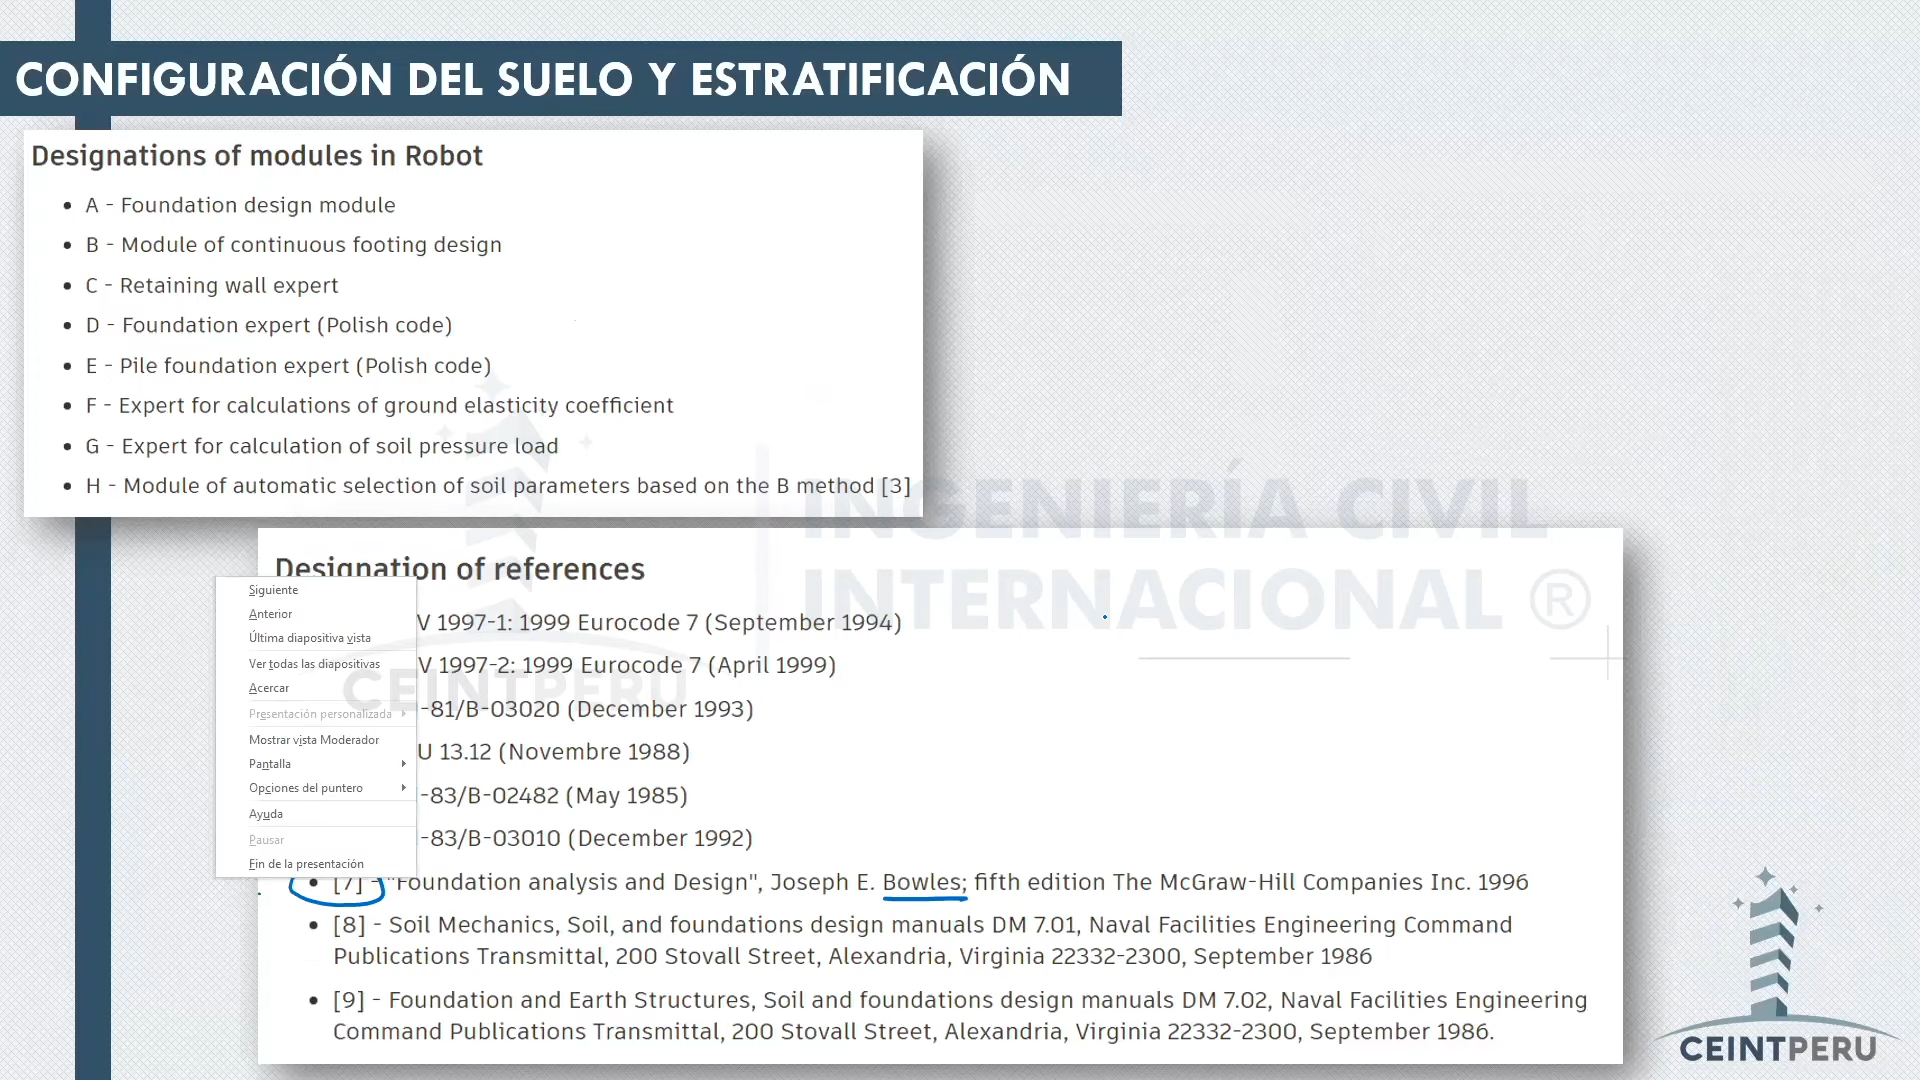 CONFIGURACIÓN DEL SUELO Y ESTRATIFICACIÓN
Designations of modules in Robot
• A - Foundation design module
• B - Module of continuous footing design
• C - Retaining wall expert
• D - Foundation expert (Polish code)
• E - Pile foundation expert (Polish code)
• F - Expert for calculations of ground elasticity coefficient
• G - Expert for calculation of soil pressure load
• H - Module of automatic selection of soil parameters based on the B method [3]
INGENIERÍA CIVIL
INTERNACIONAL ®
CEINTPERU
Designation of references
V 1997-1: 1999 Eurocode 7 (September 1994)
V 1997-2: 1999 Eurocode 7 (April 1999)
-81/B-03020 (December 1993)
U 13.12 (Novembre 1988)
-83/B-02482 (May 1985)
-83/B-03010 (December 1992)
• [7] - "Foundation analysis and Design", Joseph E. Bowles; fifth edition The McGraw-Hill Companies Inc. 1996
• [8] - Soil Mechanics, Soil, and foundations design manuals DM 7.01, Naval Facilities Engineering Command
Publications Transmittal, 200 Stovall Street, Alexandria, Virginia 22332-2300, September 1986
• [9] - Foundation and Earth Structures, Soil and foundations design manuals DM 7.02, Naval Facilities Engineering
Command Publications Transmittal, 200 Stovall Street, Alexandria, Virginia 22332-2300, September 1986.
Siguiente
Anterior
Última diapositiva vista
Ver todas las diapositivas
Acercar
Presentación personalizada
Mostrar vista Moderador
Pantalla
Opciones del puntero
Ayuda
Pausar
Fin de la presentación
CEINTPERU